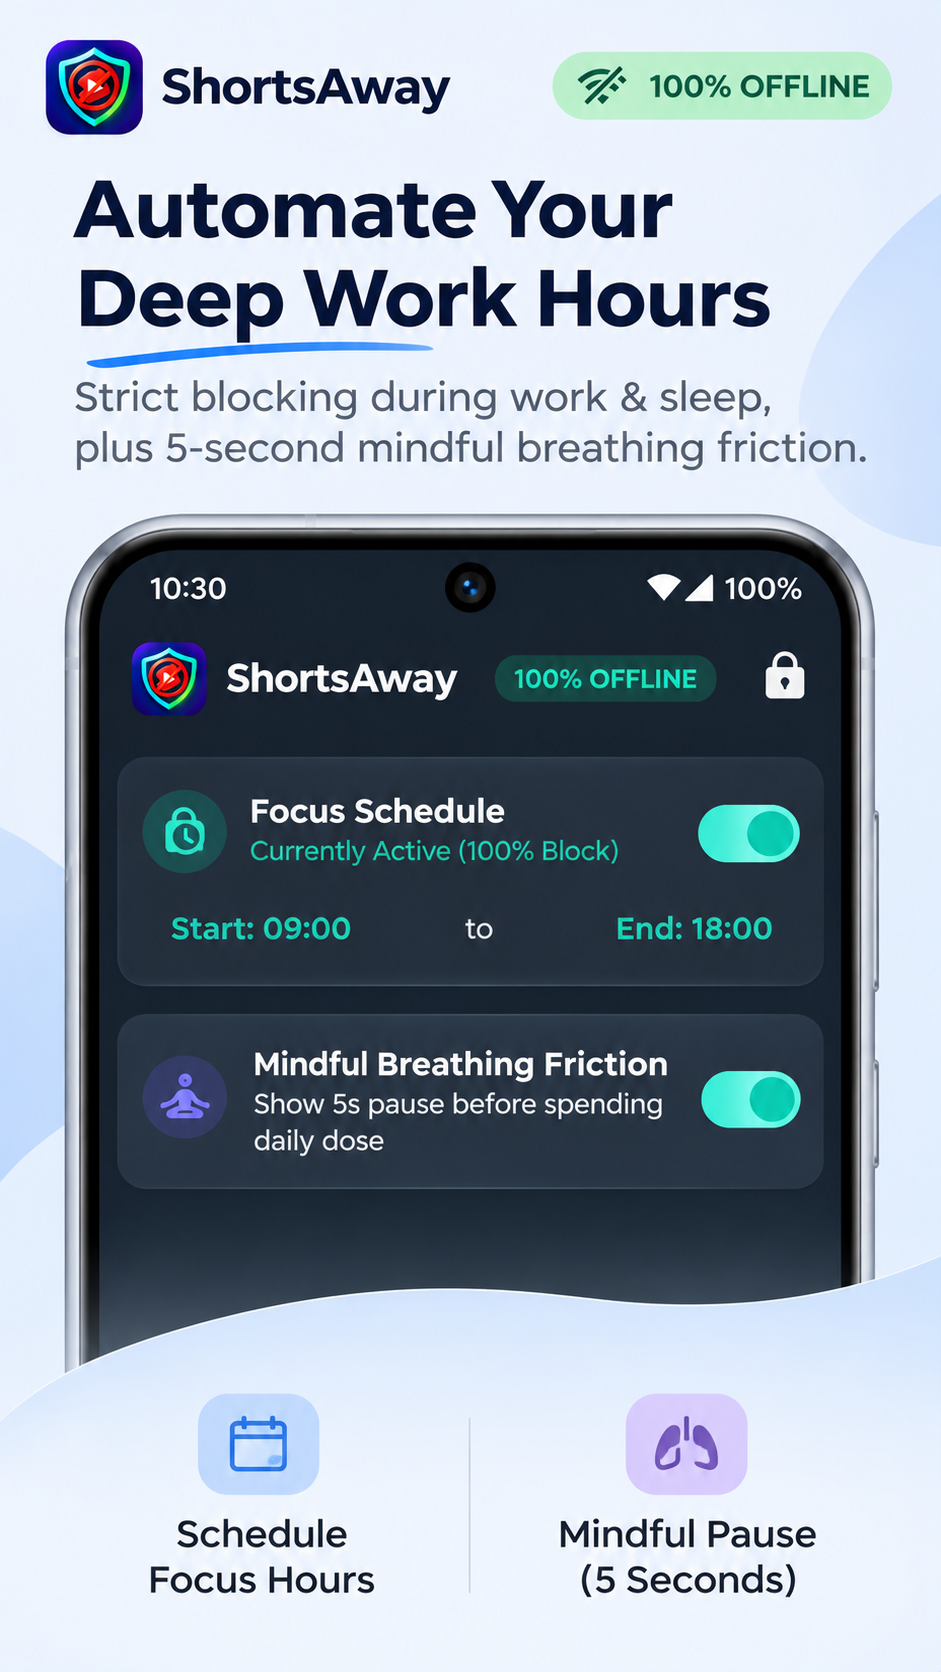 ShortsAway
100% OFFLINE
Automate Your
Deep Work Hours
Strict blocking during work & sleep,
plus 5-second mindful breathing friction.
10:30
100%
ShortsAway
100% OFFLINE
Focus Schedule
Currently Active (100% Block)
Start: 09:00
to
End: 18:00
Mindful Breathing Friction
Show 5s pause before spending
daily dose
Schedule
Focus Hours
Mindful Pause
(5 Seconds)